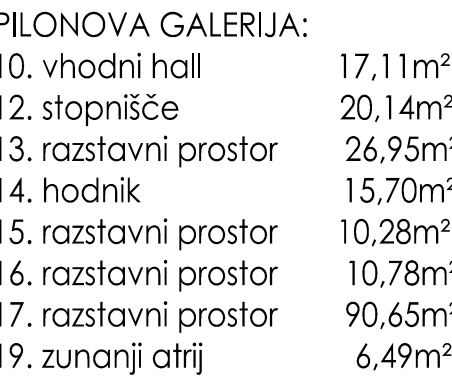 PILONOVA GALERIJA:
10. vhodni hall 17,11m²
12. stopnišče 20,14m²
13. razstavni prostor 26,95m²
14. hodnik 15,70m²
15. razstavni prostor 10,28m²
16. razstavni prostor 10,78m²
17. razstavni prostor 90,65m²
19. zunanji atrij 6,49m²